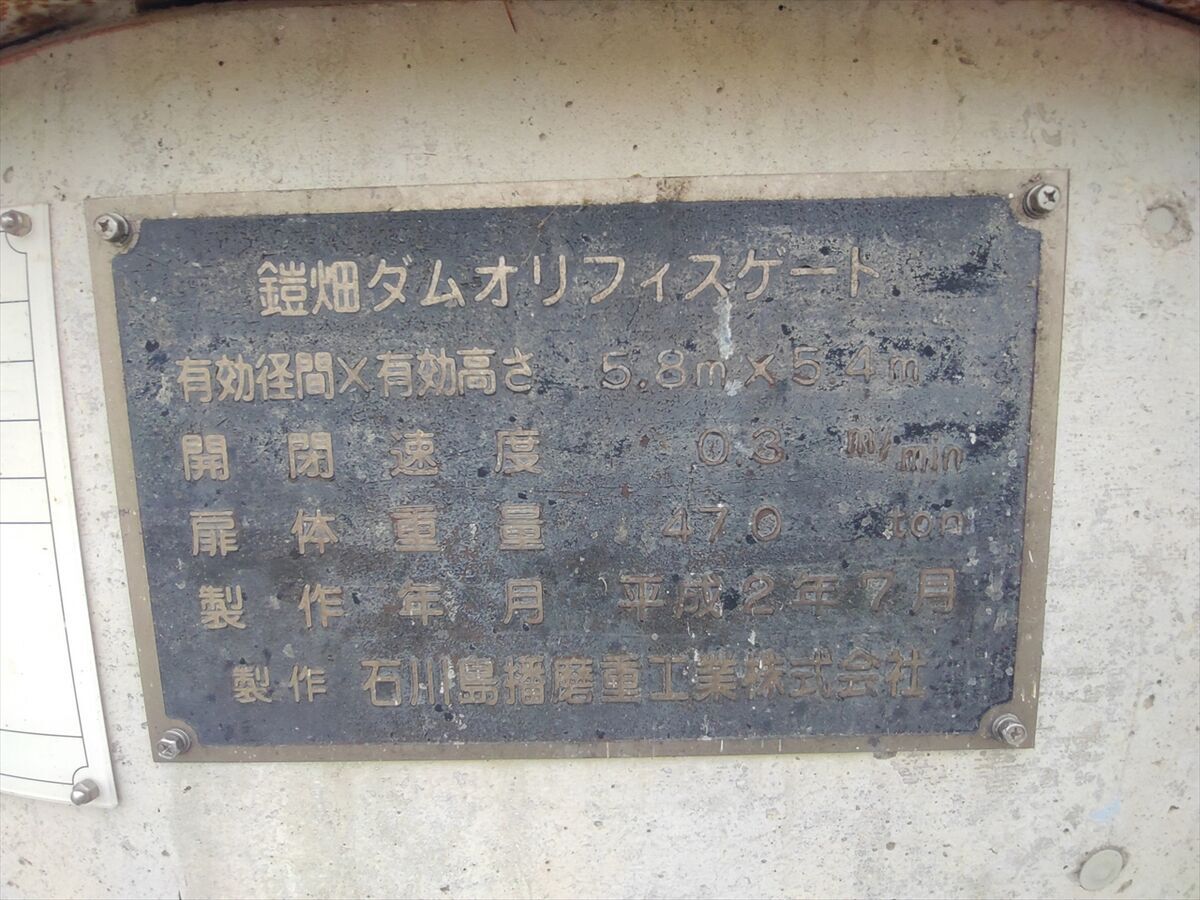 鎧畑ダムオリフィスゲート
有効径間×有効高さ 5.8m×5.4m
開閉速度 0.3 m/min
扉体重量 47.0 ton
製作年月 平成2年7月
製作 石川島播磨重工業株式会社